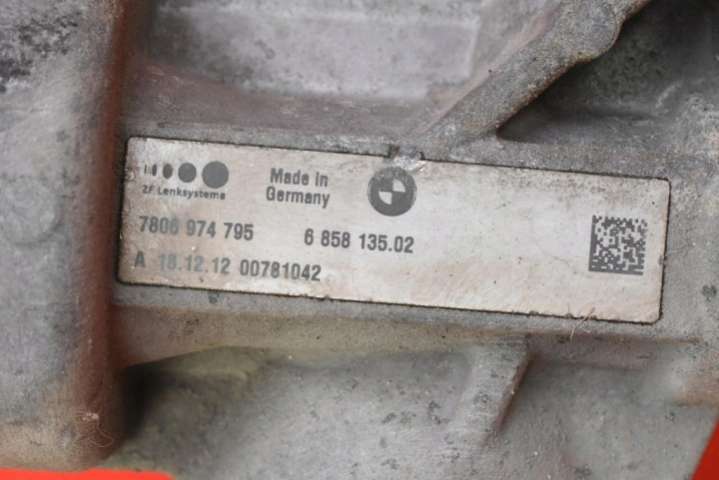 ZF Lenksysteme
Made in
Germany
7806 974 795 6 858 135.02
A 18.12.12 00781042